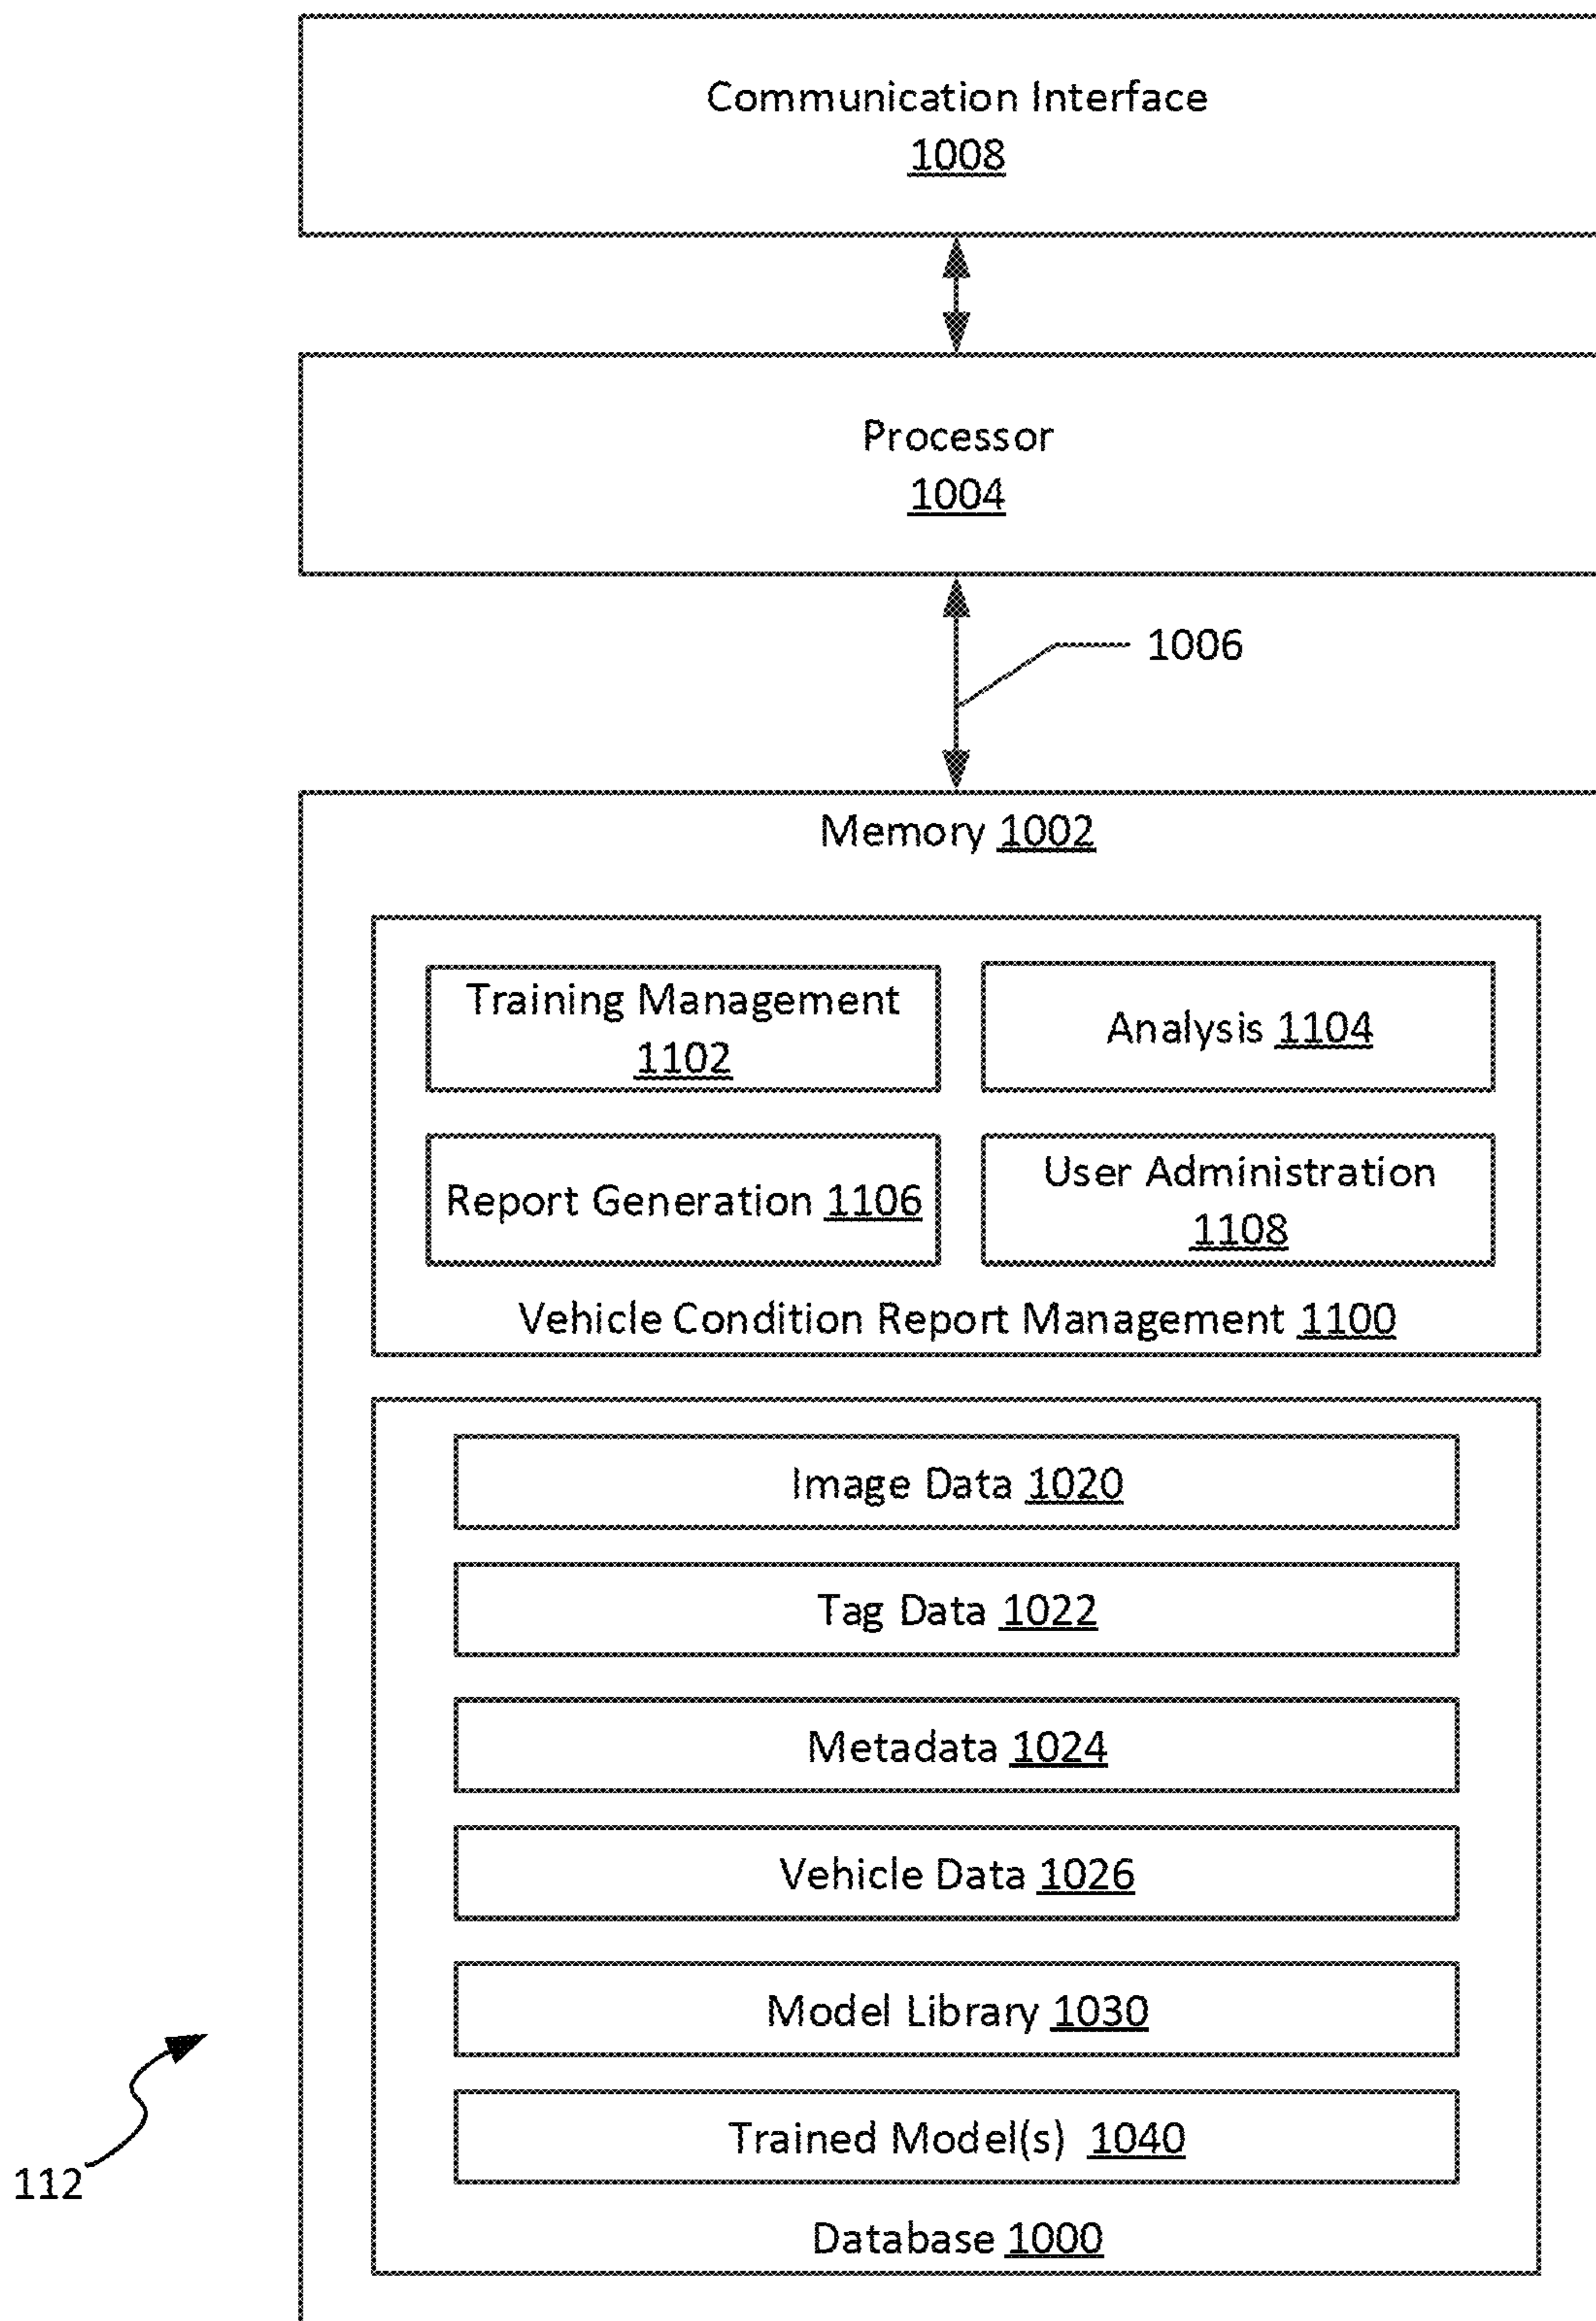 Communication Interface
1008
Processor
1004
1006
Memory 1002
Training Management
1102
Analysis 1104
Report Generation 1106
User Administration
1108
Vehicle Condition Report Management 1100
Image Data 1020
Tag Data 1022
Metadata 1024
Vehicle Data 1026
Model Library 1030
Trained Model(s) 1040
Database 1000
112